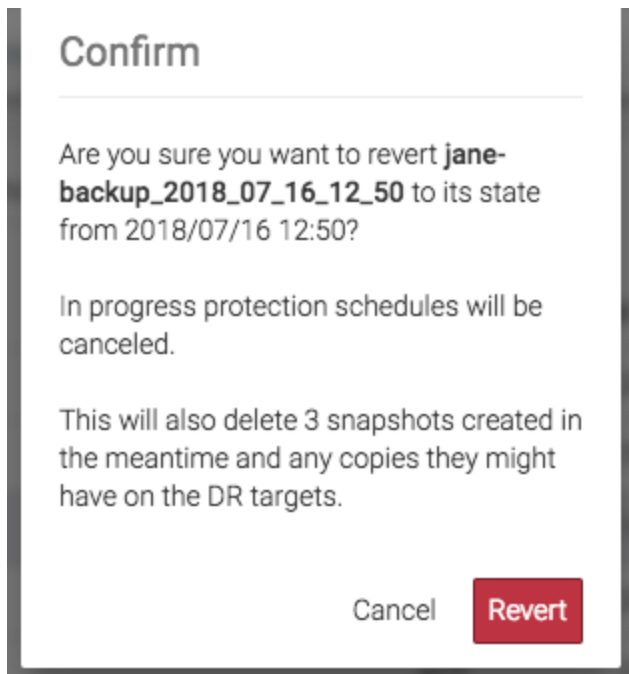 Confirm
Are you sure you want to revert jane-
backup_2018_07_16_12_50 to its state
from 2018/07/16 12:50?
In progress protection schedules will be
canceled.
This will also delete 3 snapshots created in
the meantime and any copies they might
have on the DR targets.
Cancel Revert